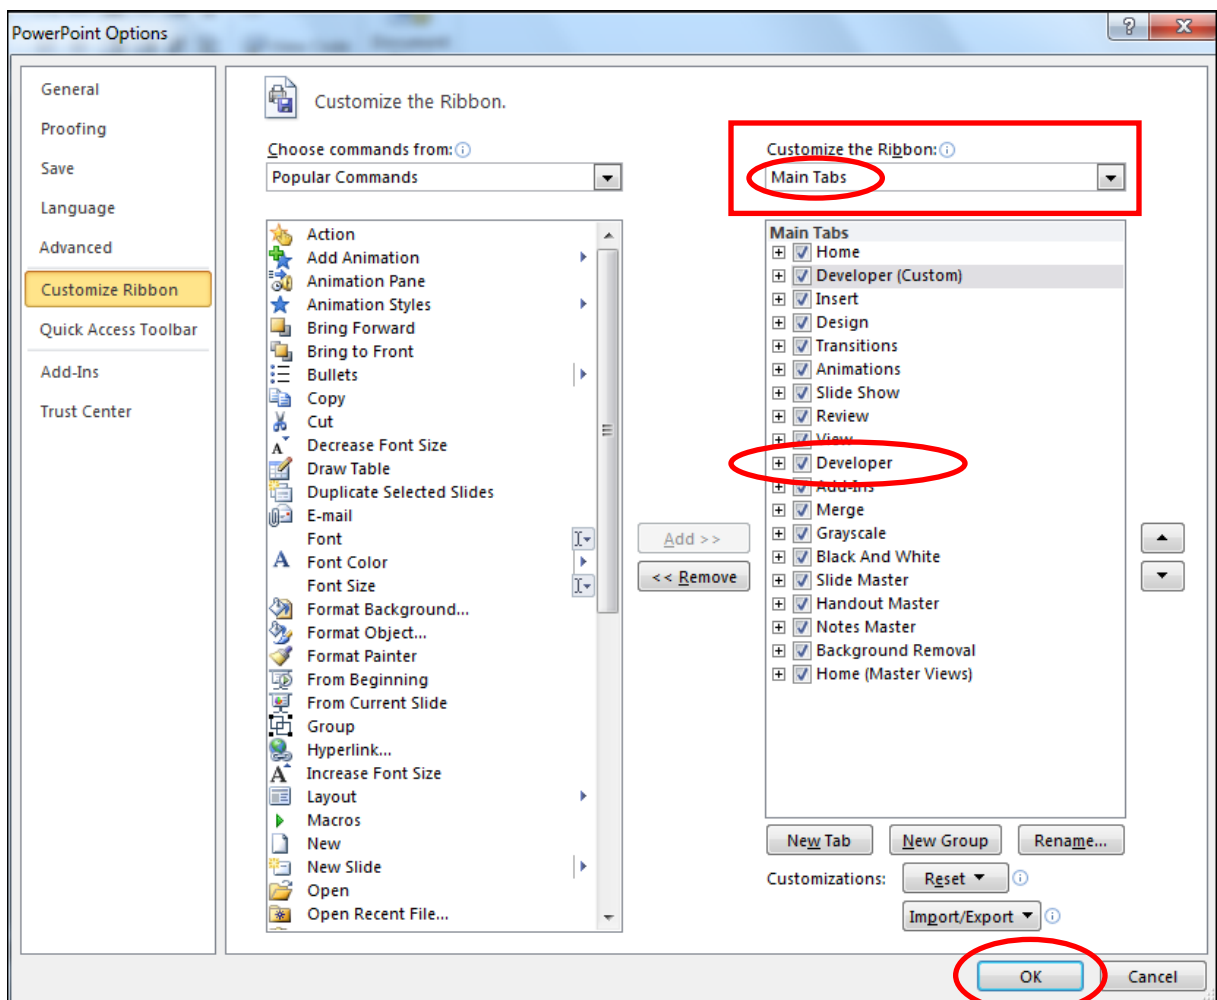 PowerPoint Options
General
Proofing
Save
Language
Advanced
Customize Ribbon
Quick Access Toolbar
Add-Ins
Trust Center
Customize the Ribbon.
Choose commands from:
Popular Commands
Action
Add Animation
Animation Pane
Animation Styles
Bring Forward
Bring to Front
Bullets
Copy
Cut
Decrease Font Size
Draw Table
Duplicate Selected Slides
E-mail
Font
Font Color
Font Size
Format Background...
Format Object...
Format Painter
From Beginning
From Current Slide
Group
Hyperlink...
Increase Font Size
Layout
Macros
New
New Slide
Open
Open Recent File...
Add >>
<< Remove
Customize the Ribbon:
Main Tabs
Main Tabs
Home
Developer (Custom)
Insert
Design
Transitions
Animations
Slide Show
Review
View
Developer
Add-Ins
Merge
Grayscale
Black And White
Slide Master
Handout Master
Notes Master
Background Removal
Home (Master Views)
New Tab
New Group
Rename...
Customizations:
Reset
Import/Export
OK
Cancel